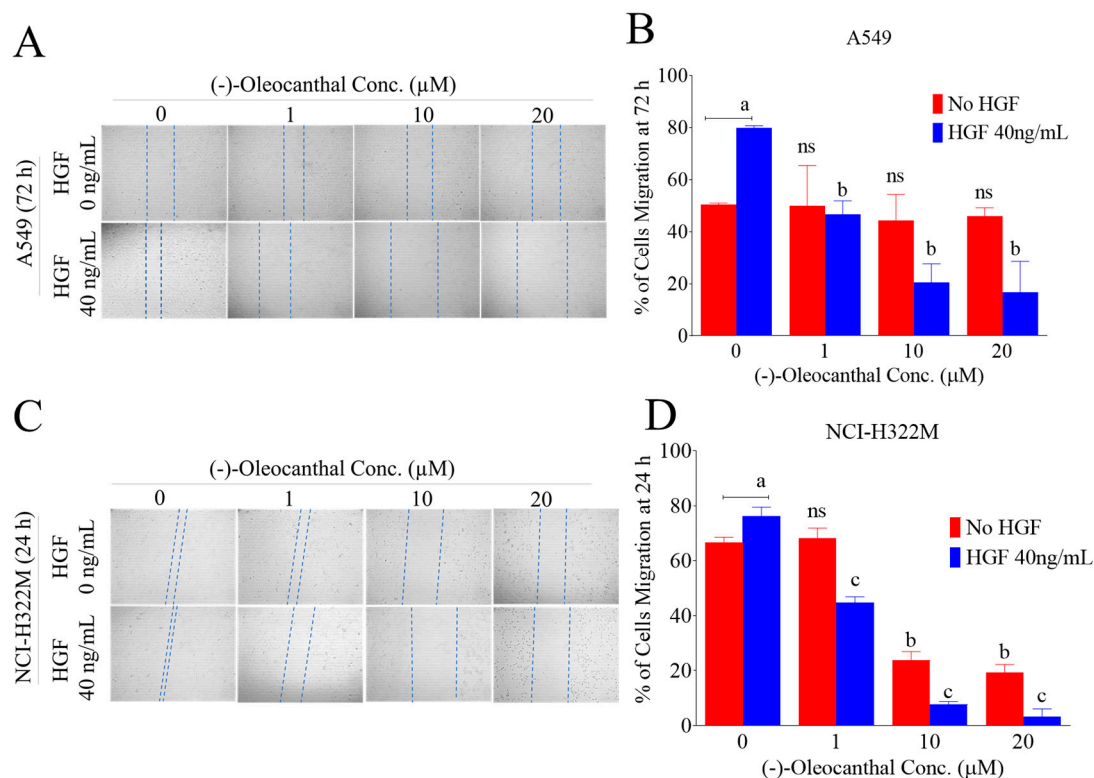 A
(-)-Oleocanthal Conc. (µM)
0 1 10 20
A549 (72 h)
HGF
0 ng/mL
HGF
40 ng/mL
B
A549
% of Cells Migration at 72 h
100
80
60
40
20
0
a
ns
b
ns
b
ns
b
No HGF
HGF 40ng/mL
0 1 10 20
(-)-Oleocanthal Conc. (µM)
C
(-)-Oleocanthal Conc. (µM)
0 1 10 20
NCI-H322M (24 h)
HGF
0 ng/mL
HGF
40 ng/mL
D
NCI-H322M
% of Cells Migration at 24 h
100
80
60
40
20
0
a
ns
c
b
c
b
c
No HGF
HGF 40ng/mL
0 1 10 20
(-)-Oleocanthal Conc. (µM)